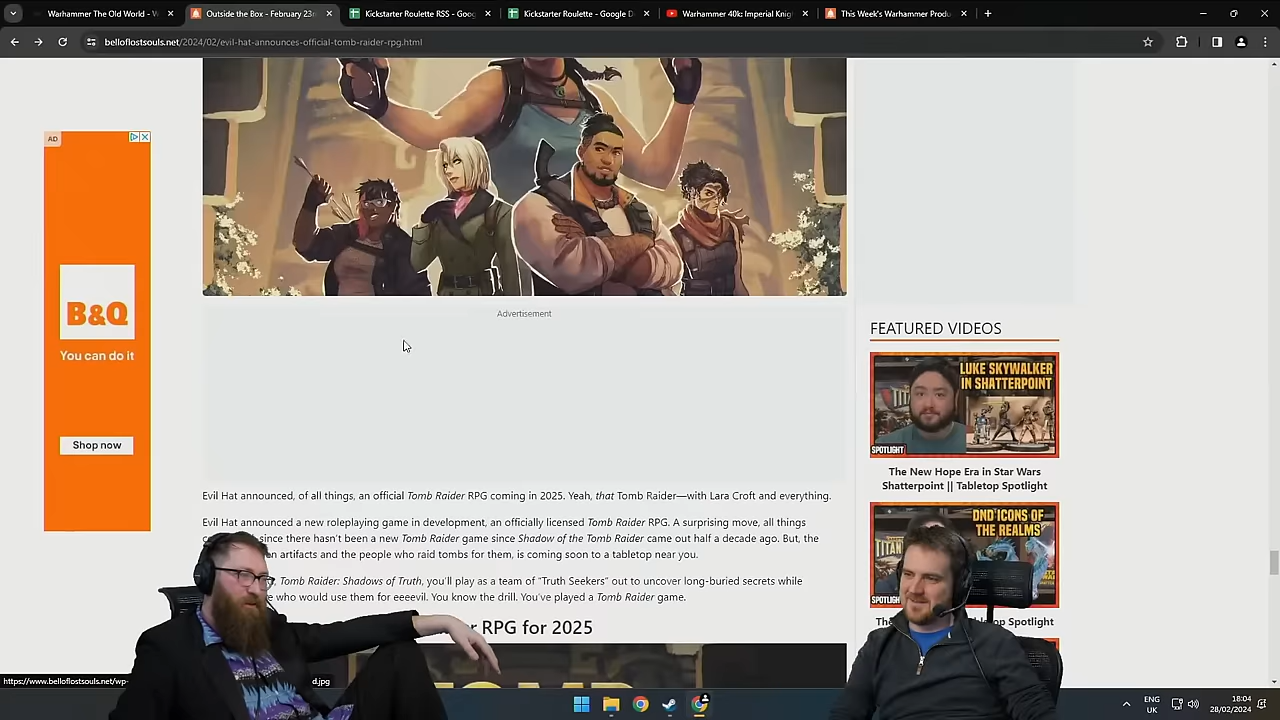 Warhammer The Old World - W
Outside the Box - February 23r
Kickstarter Roulette RSS - Goog
Kickstarter Roulette - Google D
Warhammer 40k: Imperial Knig
This Week's Warhammer Produ
belloflostsouls.net/2024/02/evil-hat-announces-official-tomb-raider-rpg.html
AD
B&Q
You can do it
Shop now
Advertisement
FEATURED VIDEOS
LUKE SKYWALKER
IN SHATTERPOINT
SPOTLIGHT
The New Hope Era in Star Wars
Shatterpoint || Tabletop Spotlight
DND'ICONS OF
THE REALMS
TITAN
SPOTLIGH
op Spotlight
Evil Hat announced, of all things, an official Tomb Raider RPG coming in 2025. Yeah, that Tomb Raider—with Lara Croft and everything.
Evil Hat announced a new roleplaying game in development, an officially licensed Tomb Raider RPG. A surprising move, all things
since there hasn't been a new Tomb Raider game since Shadow of the Tomb Raider came out half a decade ago. But, the
artifacts and the people who raid tombs for them, is coming soon to a tabletop near you.
Tomb Raider: Shadows of Truth, you'll play as a team of "Truth Seekers" out to uncover long-buried secrets while
who would use them for eeeevil. You know the drill. You've played a Tomb Raider game.
r RPG for 2025
https://www.belloflostsouls.net/wp-
d.jpg
ENG
UK
18:04
28/02/2024